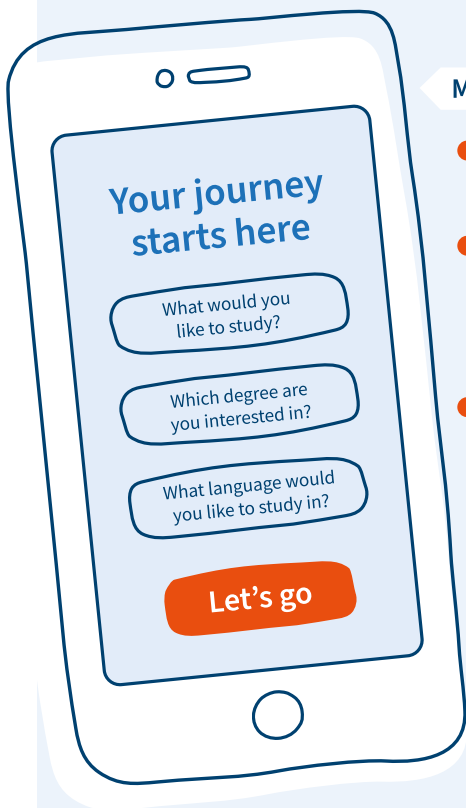 Your journey
starts here
What would you
like to study?
Which degree are
you interested in?
What language would
you like to study in?
Let’s go
M